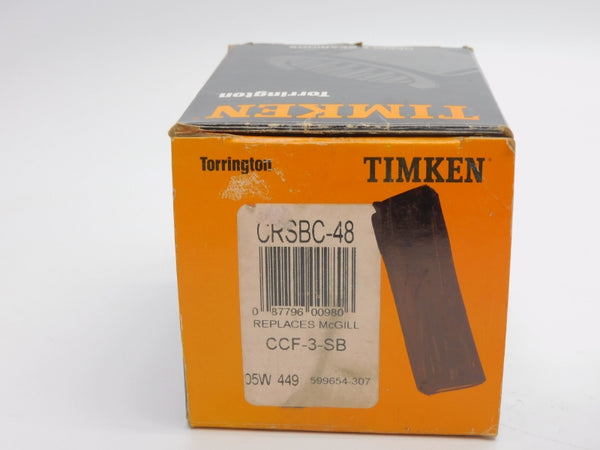 Torrington
TIMKEN
Torrington
TIMKEN
CRSBC-48
0 87796 00980
REPLACES McGILL
CCF-3-SB
05W 449 599654-307